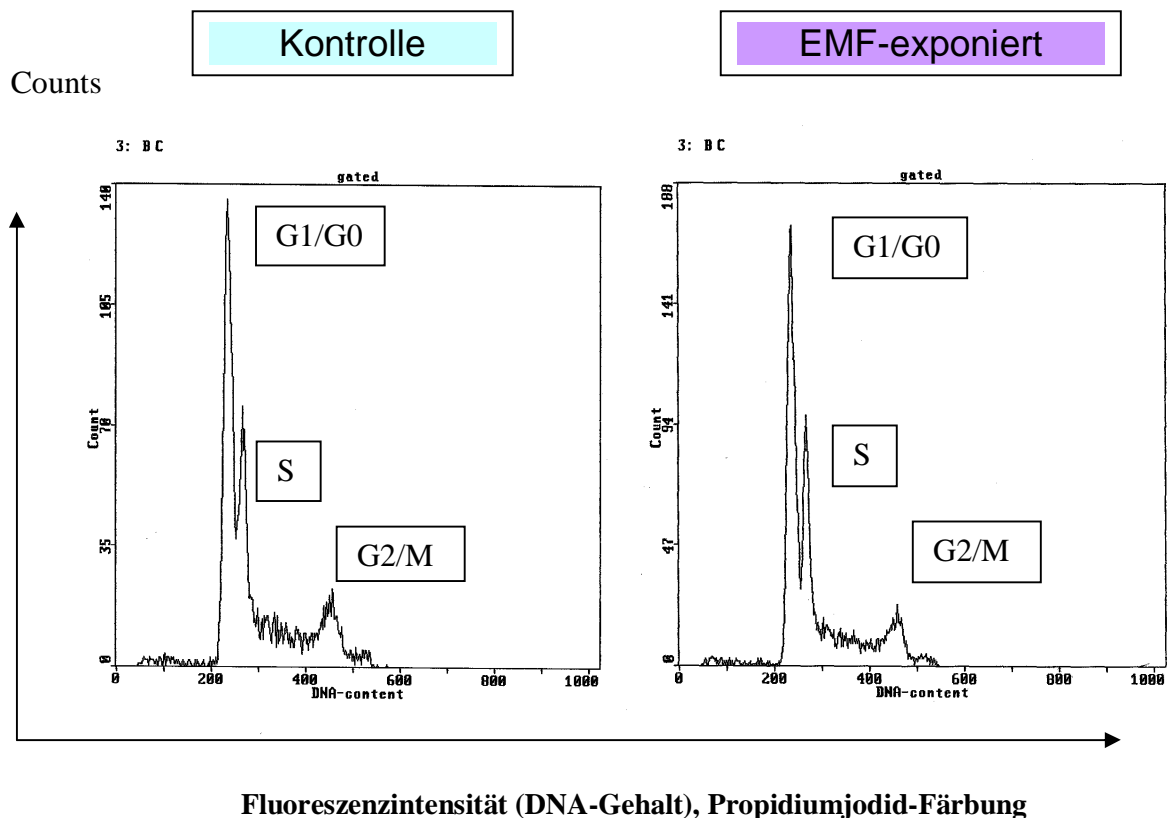 Kontrolle
EMF-exponiert
Counts
3: BC
gated
140
105
70
35
0
Count
G1/G0
S
G2/M
0 200 400 600 800 1000
DNA-content
3: BC
gated
188
141
94
47
0
Count
G1/G0
S
G2/M
0 200 400 600 800 1000
DNA-content
Fluoreszenzintensität (DNA-Gehalt), Propidiumjodid-Färbung